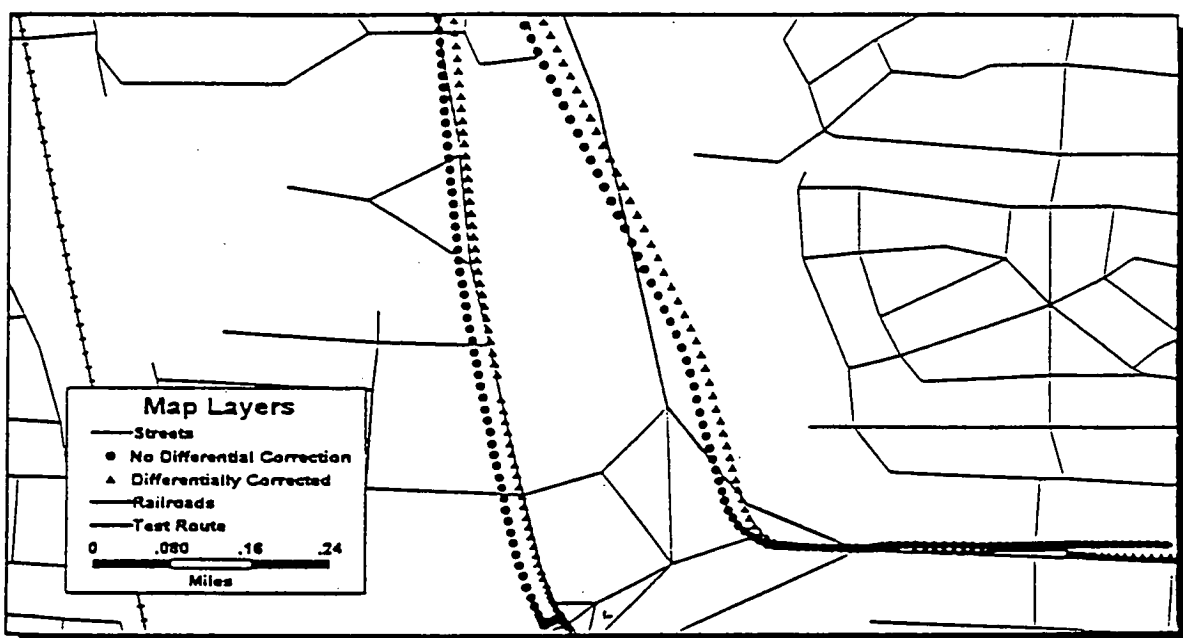 Map Layers
Streets
No Differential Correction
Differentially Corrected
Railroads
Test Route
0 .080 .16 .24
Miles